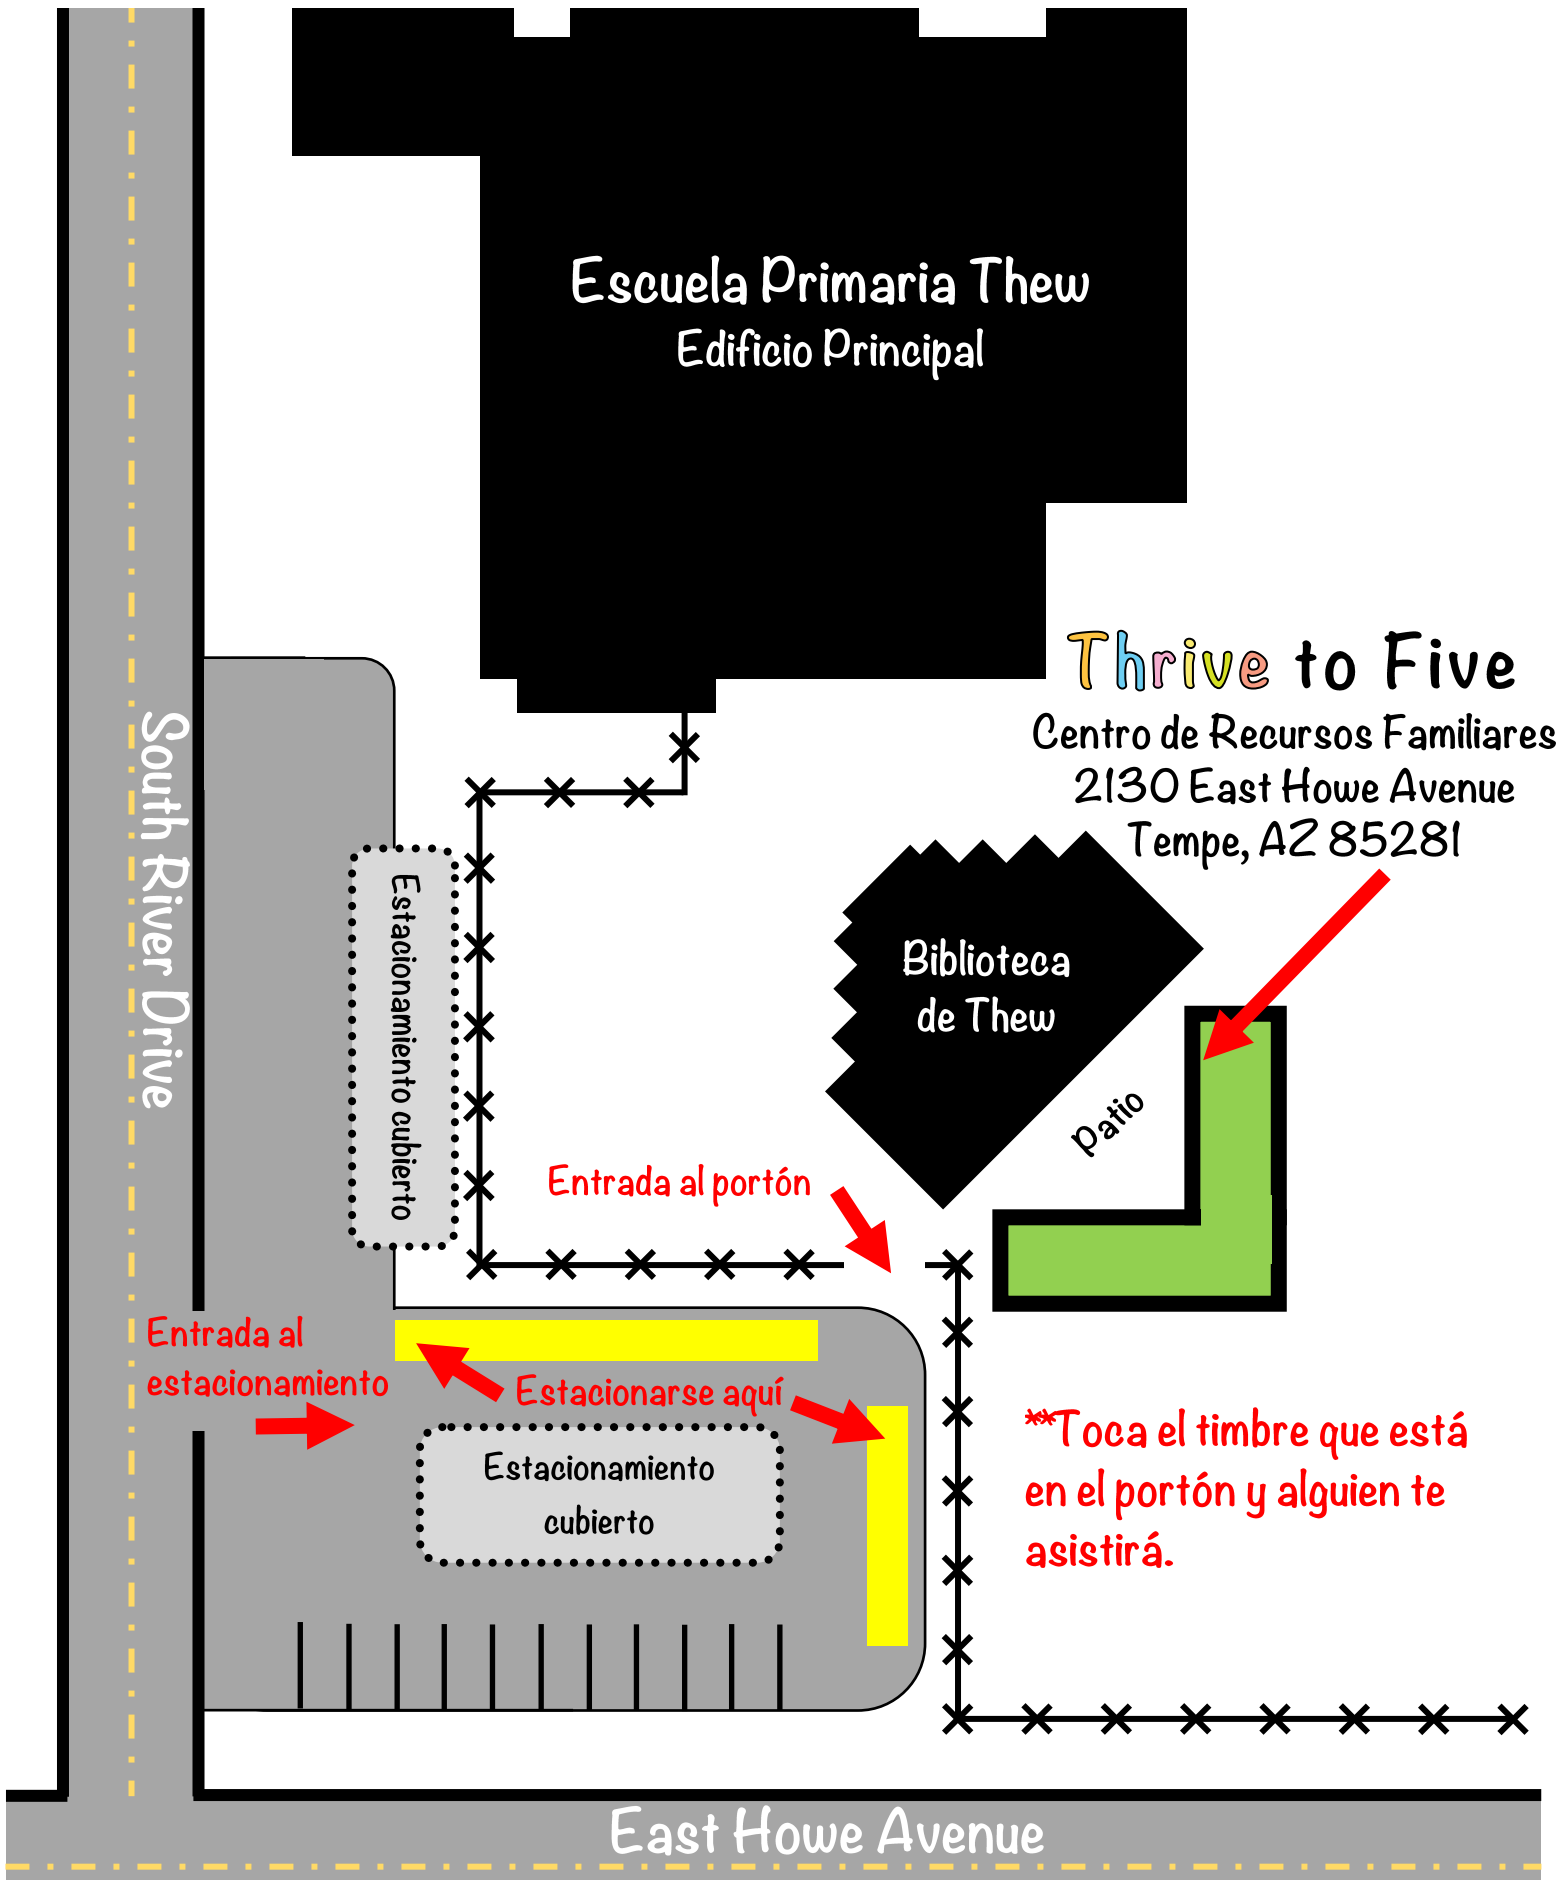 Escuela Primaria Thew
Edificio Principal
Thrive to Five
Centro de Recursos Familiares
2130 East Howe Avenue
Tempe, AZ 85281
South River Drive
Estacionamiento cubierto
Biblioteca
de Thew
Patio
Entrada al portón
Entrada al
estacionamiento
Estacionarse aquí
Estacionamiento
cubierto
**Toca el timbre que está
en el portón y alguien te
asistirá.
East Howe Avenue